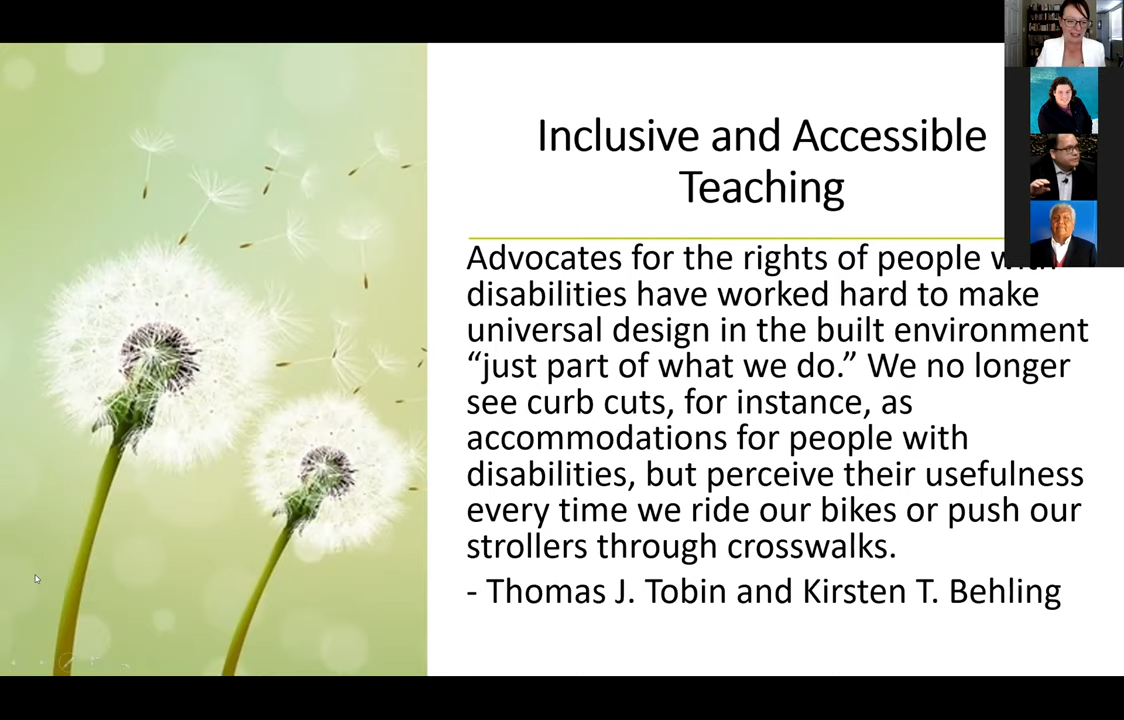 Inclusive and Accessible
Teaching
Advocates for the rights of people
disabilities have worked hard to make
universal design in the built environment
“just part of what we do.” We no longer
see curb cuts, for instance, as
accommodations for people with
disabilities, but perceive their usefulness
every time we ride our bikes or push our
strollers through crosswalks.
- Thomas J. Tobin and Kirsten T. Behling